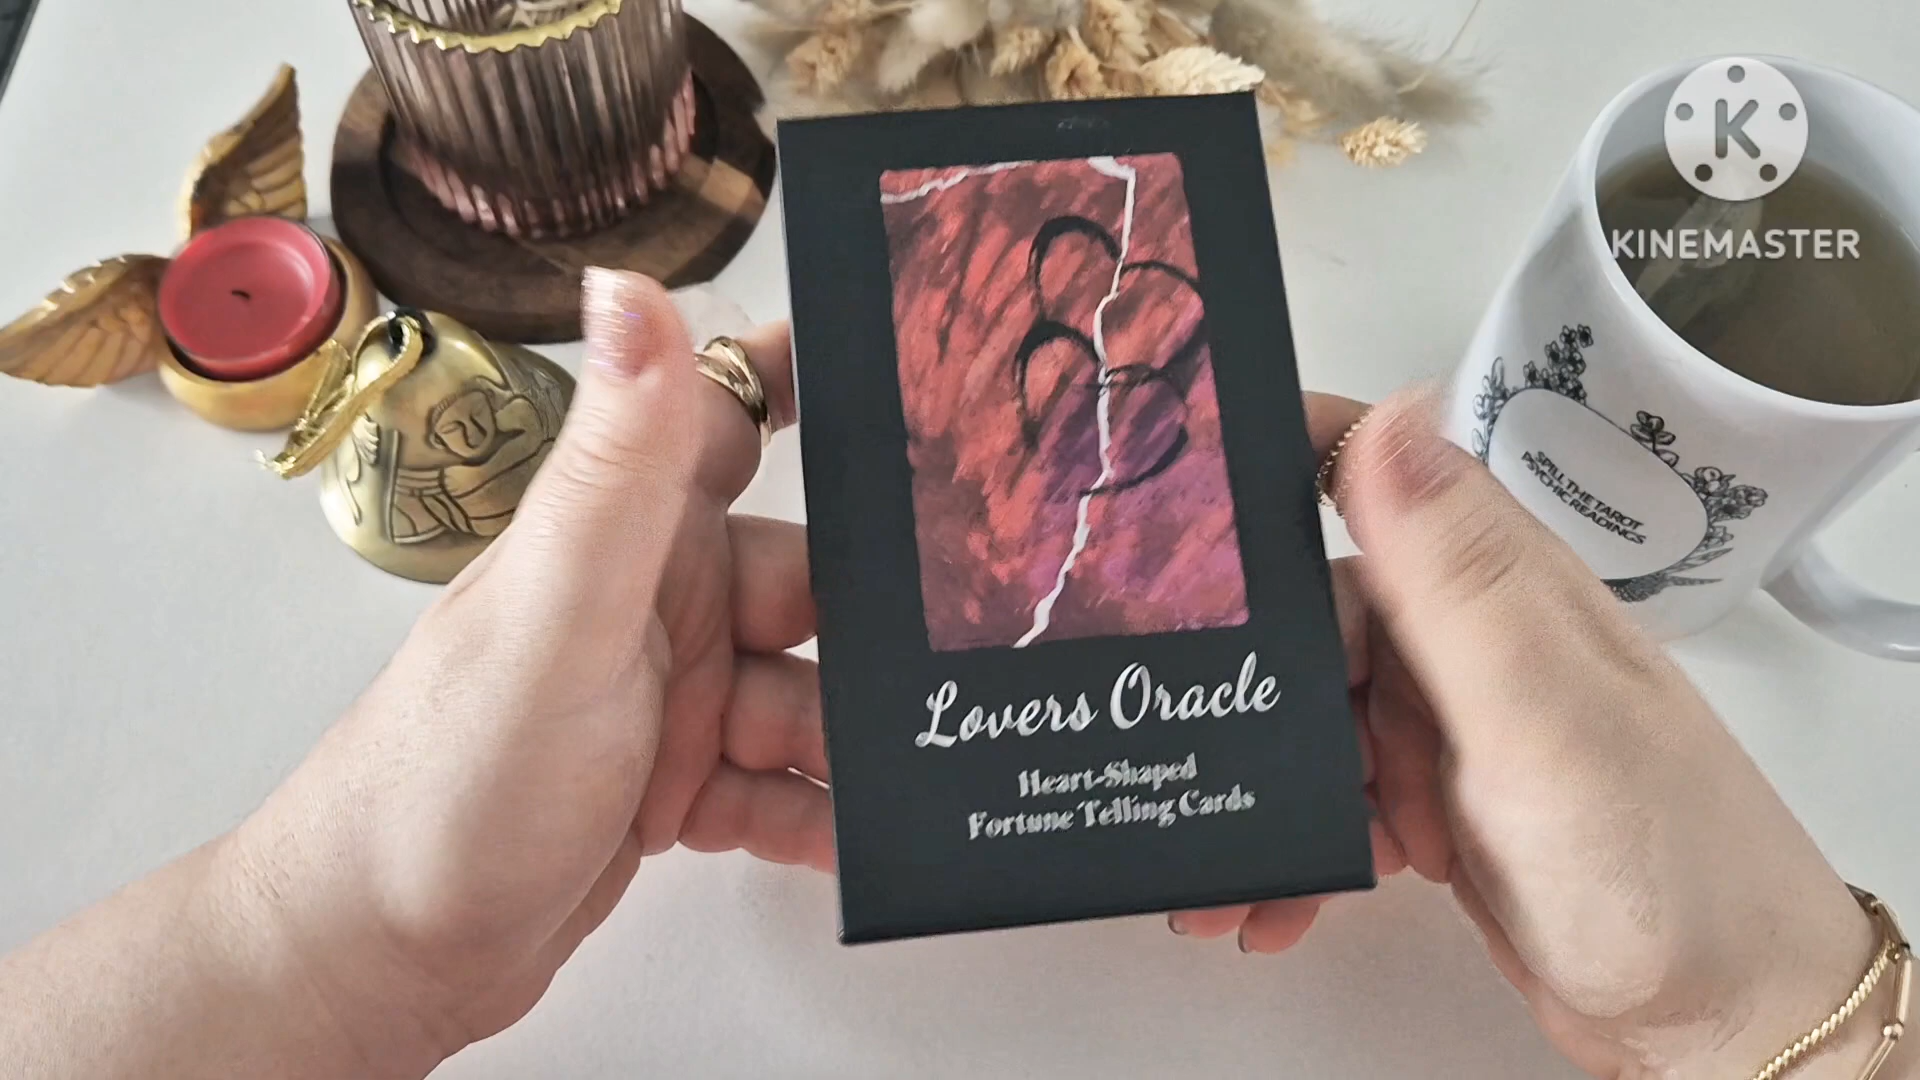 K
KINEMASTER
SPILL THE TAROT
PSYCHIC READINGS
Lovers Oracle
Heart-Shaped
Fortune Telling Cards